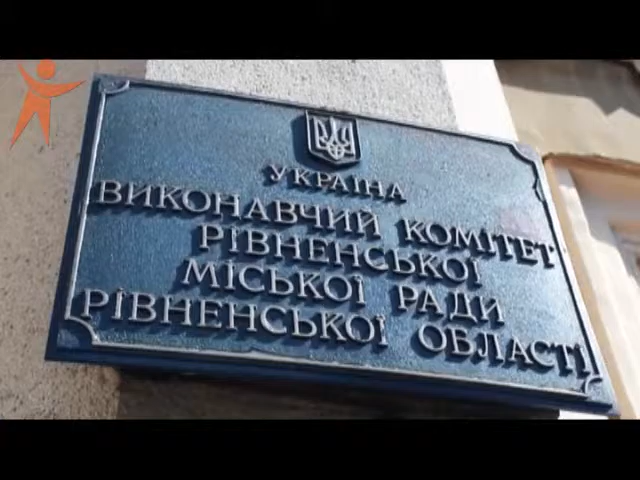 УКРАЇНА
ВИКОНАВЧИЙ КОМІТЕТ
РІВНЕНСЬКОЇ
МІСЬКОЇ РАДИ
РІВНЕНСЬКОЇ ОБЛАСТІ